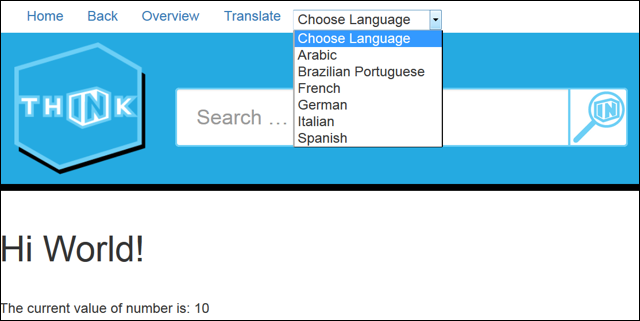 Home Back Overview Translate Choose Language
Choose Language
Arabic
Brazilian Portuguese
French
German
Italian
Spanish
THINK
Search ...
IN
Hi World!
The current value of number is: 10